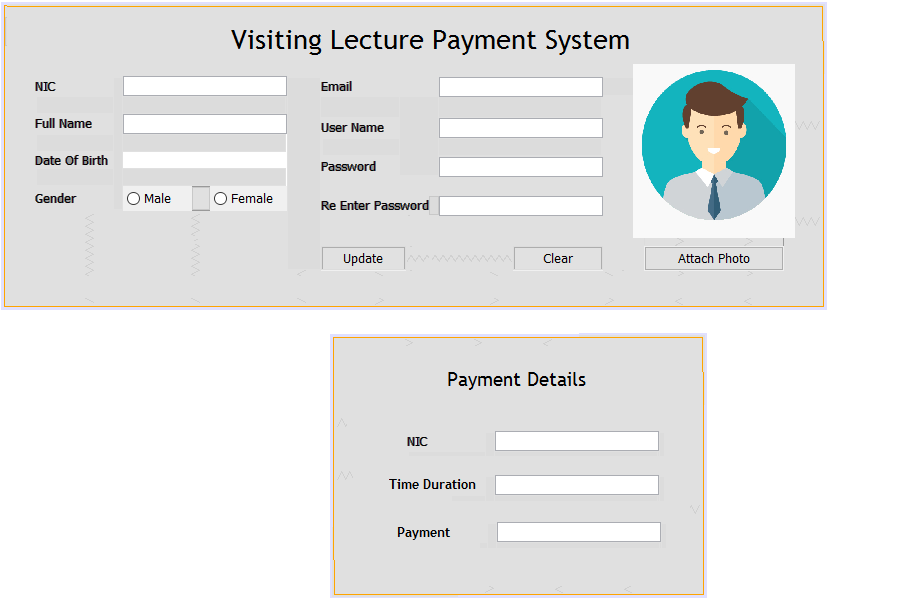 Visiting Lecture Payment System
NIC
Full Name
Date Of Birth
Gender
Male
Female
Email
User Name
Password
Re Enter Password
Update
Clear
Attach Photo
Payment Details
NIC
Time Duration
Payment